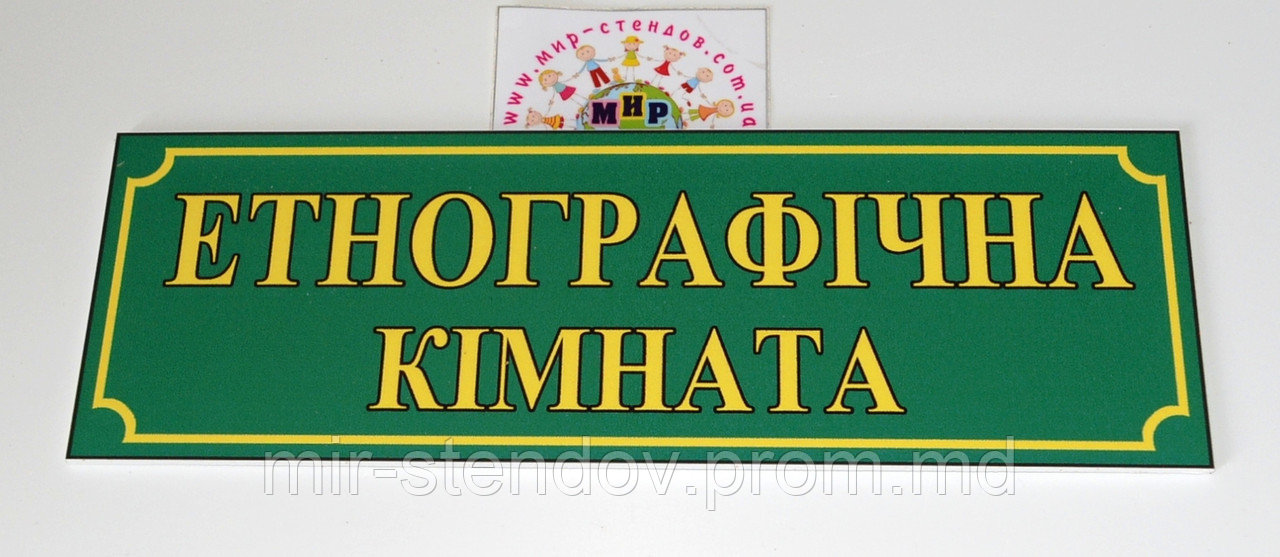 www.мир-стендов.com.ua
МИР
ЕТНОГРАФІЧНА
КІМНАТА
mir-stendov.prom.md